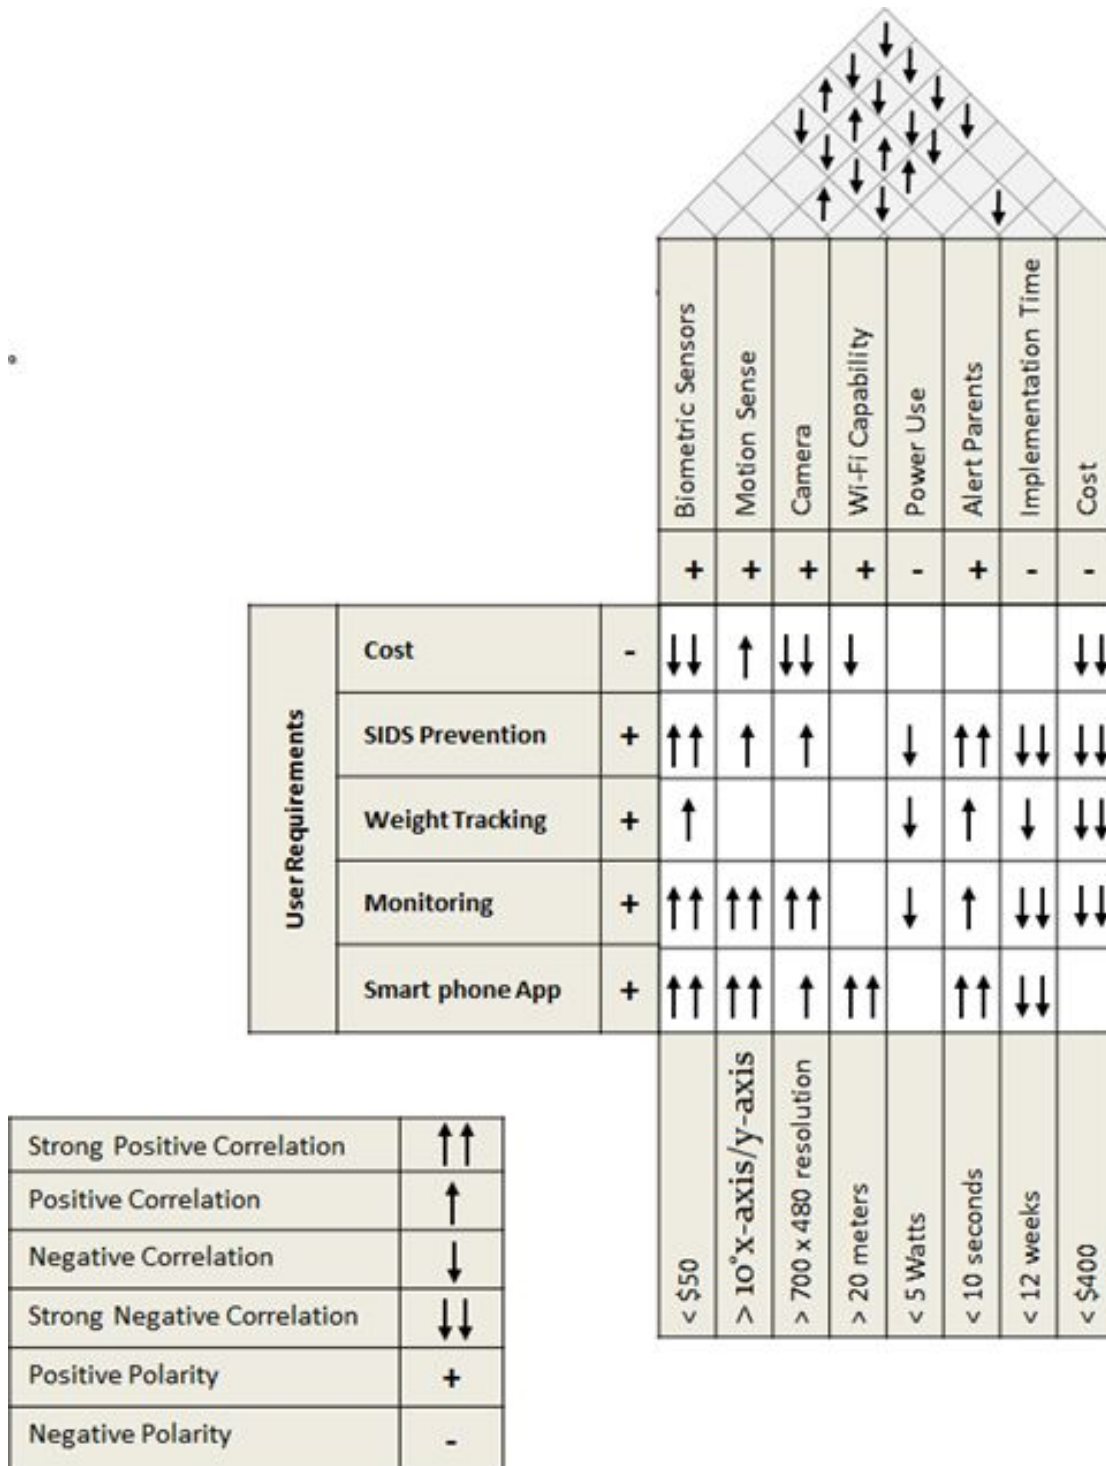 Biometric Sensors
Motion Sense
Camera
Wi-Fi Capability
Power Use
Alert Parents
Implementation Time
Cost
+ + + + - + - -
User Requirements
Cost - ↓↓ ↑ ↓↓ ↓ ↓↓
SIDS Prevention + ↑↑ ↑ ↑ ↓ ↑↑ ↓↓ ↓↓
Weight Tracking + ↑ ↓ ↑ ↓ ↓↓
Monitoring + ↑↑ ↑↑ ↑↑ ↓ ↑ ↓↓ ↓↓
Smart phone App + ↑↑ ↑↑ ↑ ↑↑ ↑↑ ↓↓
< $50
> 10°x-axis/y-axis
> 700 x 480 resolution
> 20 meters
< 5 Watts
< 10 seconds
< 12 weeks
< $400
Strong Positive Correlation ↑↑
Positive Correlation ↑
Negative Correlation ↓
Strong Negative Correlation ↓↓
Positive Polarity +
Negative Polarity -